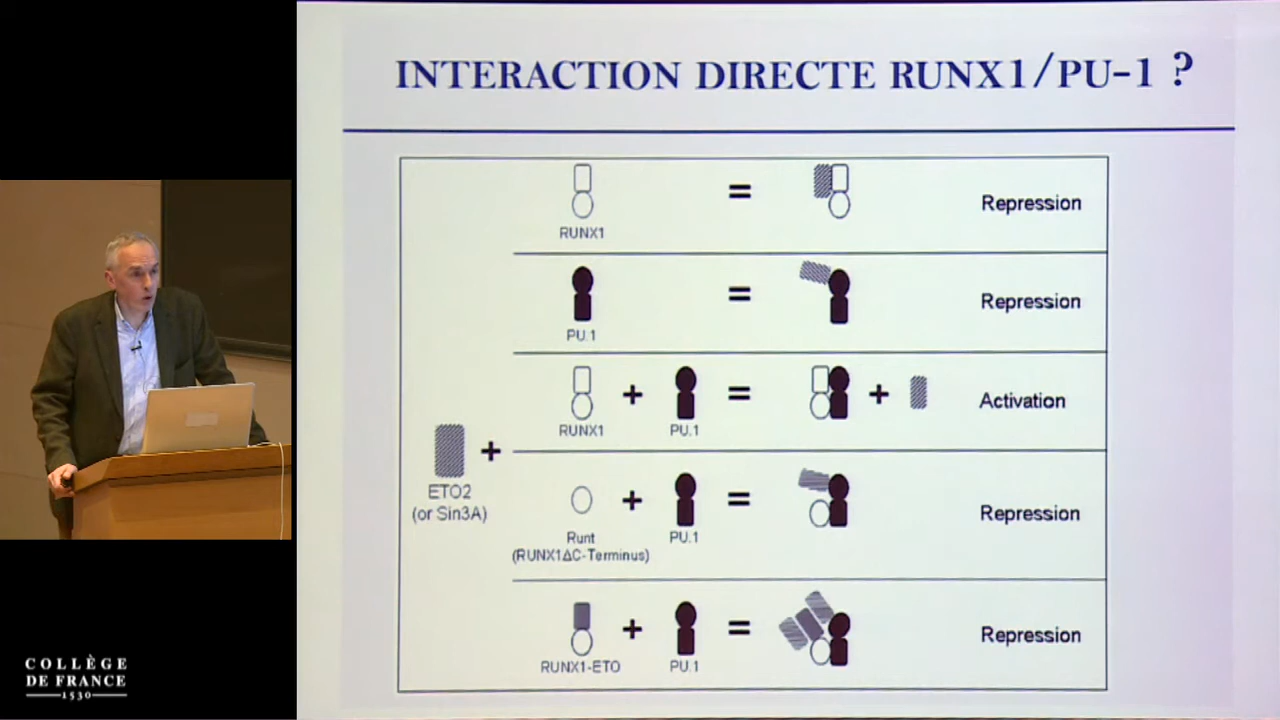 INTERACTION DIRECTE RUNX1/PU-1 ?
RUNX1
=
Repression
PU.1
=
Repression
+
=
+
RUNX1
PU.1
Activation
ETO2
(or Sin3A)
+
+
=
Runt
(RUNX1ΔC-Terminus)
PU.1
Repression
+
=
RUNX1-ETO
PU.1
Repression
COLLÈGE
DE FRANCE
1530